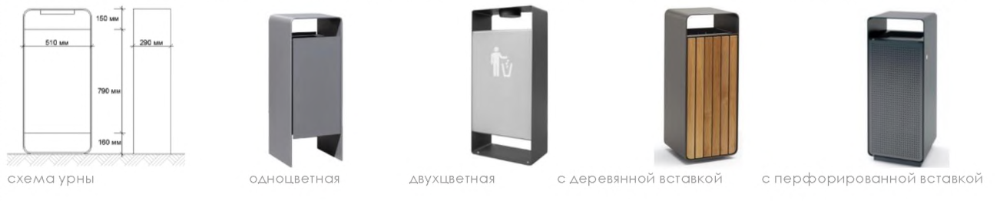 150 мм
510 мм
290 мм
790 мм
160 мм
схема урны
одноцветная
двухцветная
с деревянной вставкой
с перфорированной вставкой